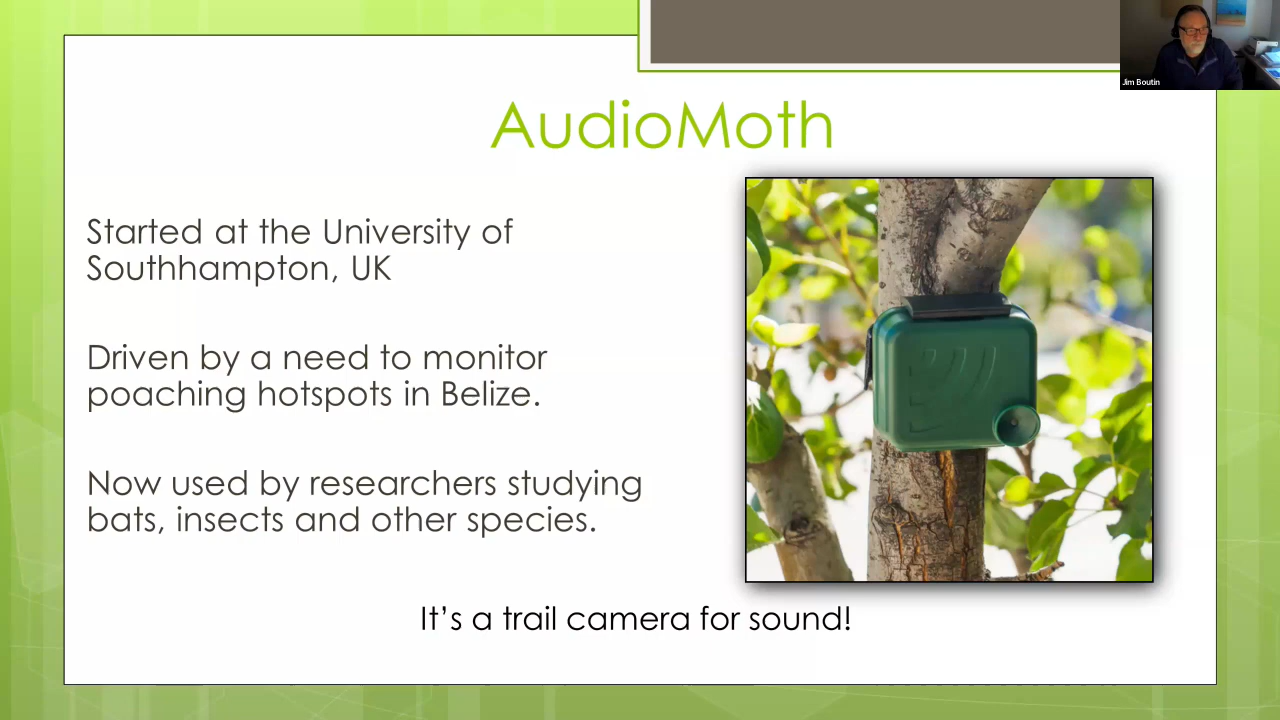 Jim Boutin
AudioMoth
Started at the University of
Southhampton, UK
Driven by a need to monitor
poaching hotspots in Belize.
Now used by researchers studying
bats, insects and other species.
It's a trail camera for sound!